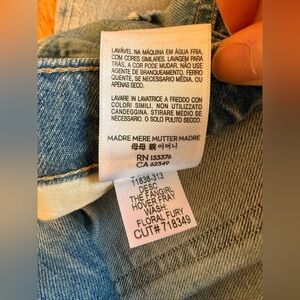 LAVÁVEL NA MÁQUINA EM ÁGUA FRIA,
COM CORES SIMILARES. LAVAGEM PARA
TRÁS, A COR PODE MUDAR. NÃO USE
AGENTE DE BRANQUEAMENTO, FERRO
QUENTE, SE NECESSÁRIO MÉDIA, OU
APENAS SECO.
LAVARE IN LAVATRICE A FREDDO CON
COLORI SIMILI. NON UTILIZZATO
CANDEGGINA. STIRARE MEDIO SE
NECESSARIO, O SOLO PULITO SECCO.
MADRE MERE MUTTER MADRE
母母 親 어머니
RN 133376
CA 62349
11838-313
DESC
THE FANGIRL
HOVER FRAY
WASH:
FLORAL FURY
CUT# 718349